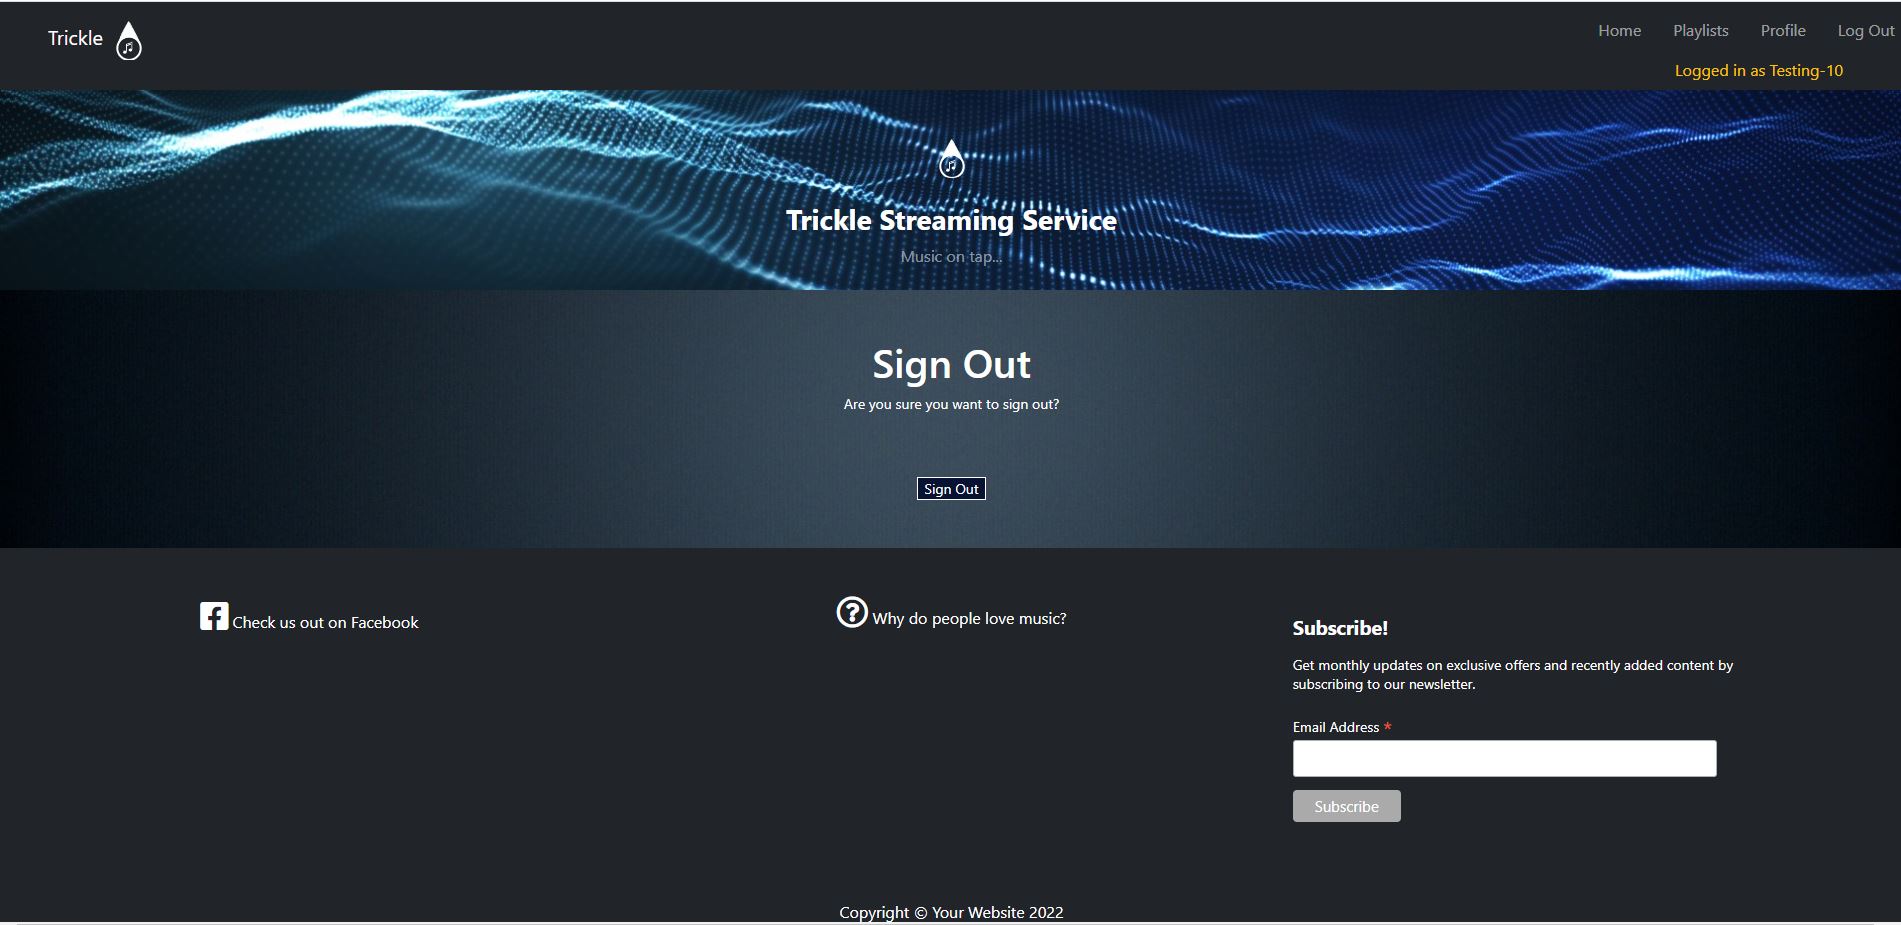 Trickle
Home Playlists Profile Log Out
Logged in as Testing-10
Trickle Streaming Service
Music on tap...
Sign Out
Are you sure you want to sign out?
Sign Out
Check us out on Facebook
Why do people love music?
Subscribe!
Get monthly updates on exclusive offers and recently added content by
subscribing to our newsletter.
Email Address *
Subscribe
Copyright © Your Website 2022